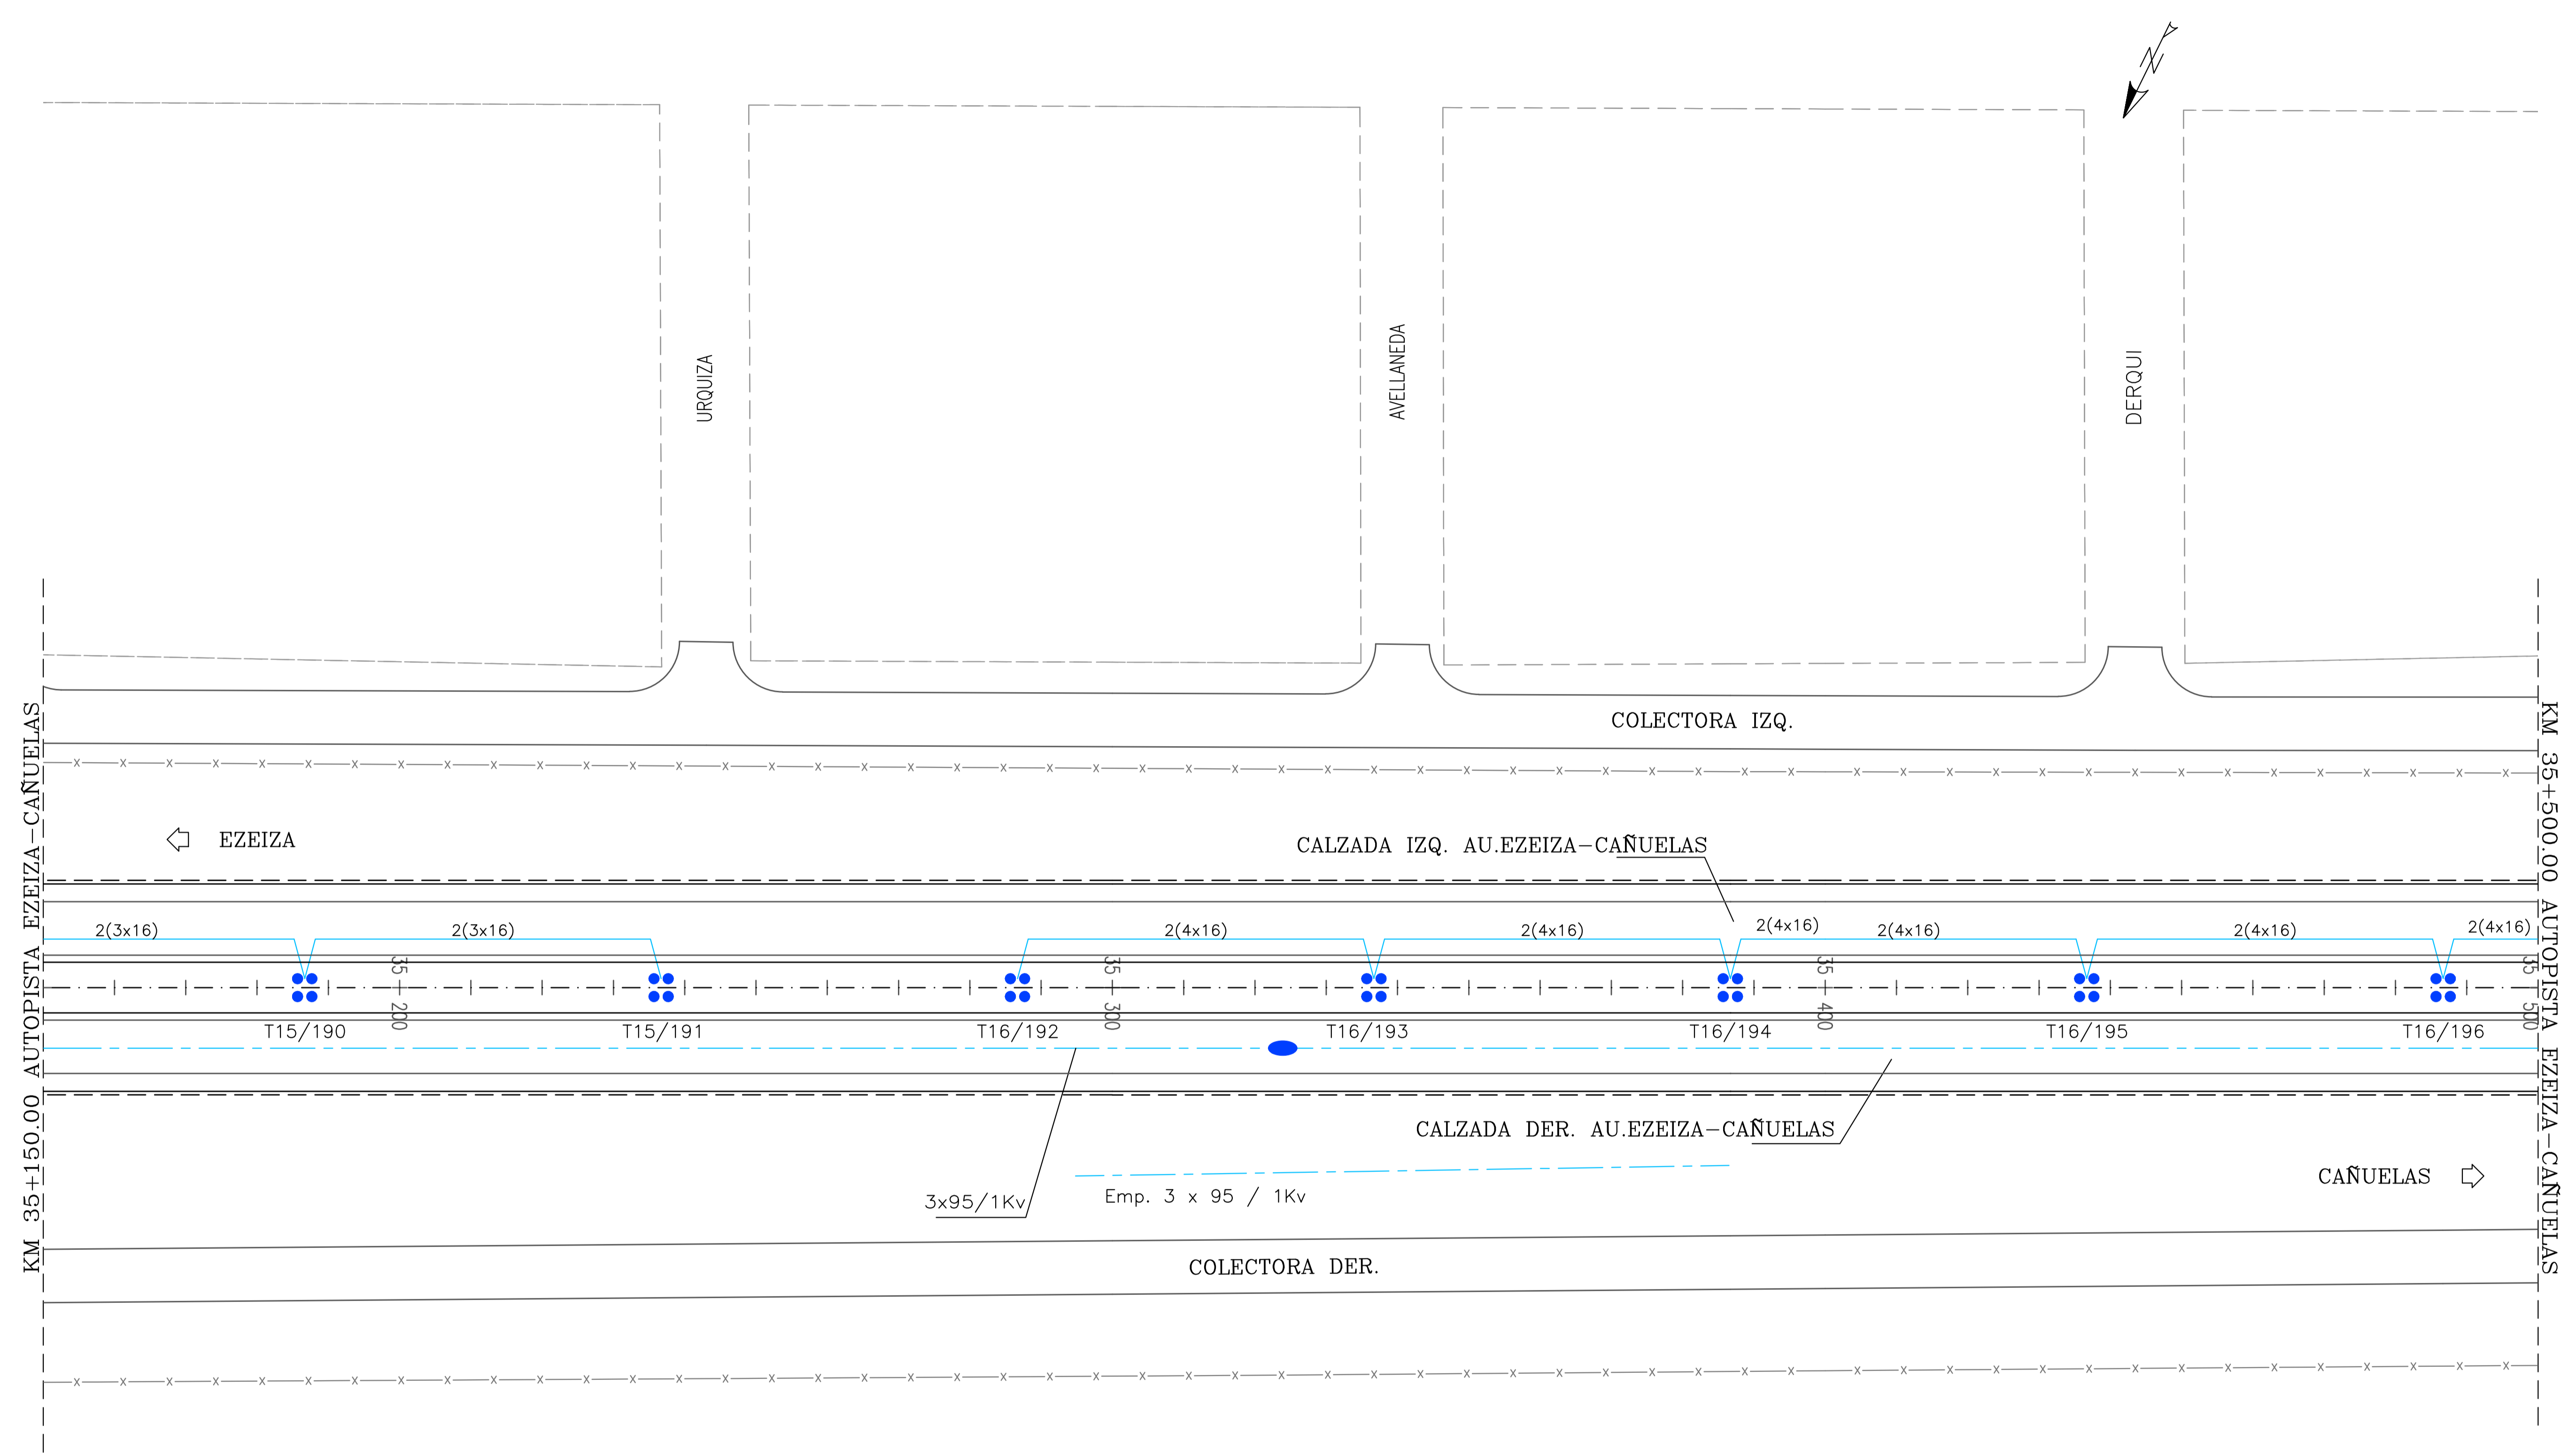 URQUIZA
AVELLANEDA
DERQUI
COLECTORA IZQ.
KM 35+150.00 AUTOPISTA EZEIZA-CAÑUELAS
KM 35+500.00 AUTOPISTA EZEIZA-CAÑUELAS
EZEIZA
CALZADA IZQ. AU.EZEIZA-CAÑUELAS
2(3x16)
2(3x16)
2(4x16)
2(4x16)
2(4x16)
2(4x16)
2(4x16)
2(4x16)
35
200
35
300
35
400
35
500
T15/190
T15/191
T16/192
T16/193
T16/194
T16/195
T16/196
CALZADA DER. AU.EZEIZA-CAÑUELAS
CAÑUELAS
3x95/1Kv
Emp. 3 x 95 / 1Kv
COLECTORA DER.
N